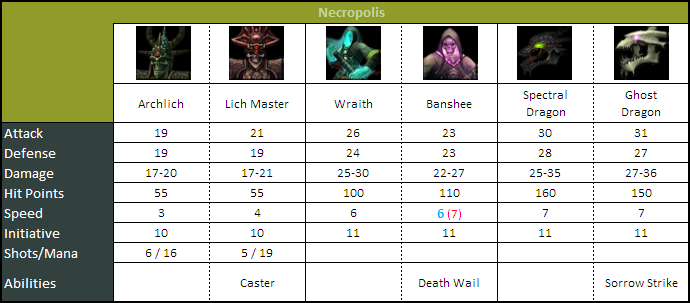 Necropolis
Archlich Lich Master Wraith Banshee Spectral Dragon Ghost Dragon
Attack 19 21 26 23 30 31
Defense 19 19 24 23 28 27
Damage 17-20 17-21 25-30 22-27 25-35 27-36
Hit Points 55 55 100 110 160 150
Speed 3 4 6 6 (7) 7 7
Initiative 10 10 11 11 11 11
Shots/Mana 6 / 16 5 / 19
Abilities Caster Death Wail Sorrow Strike